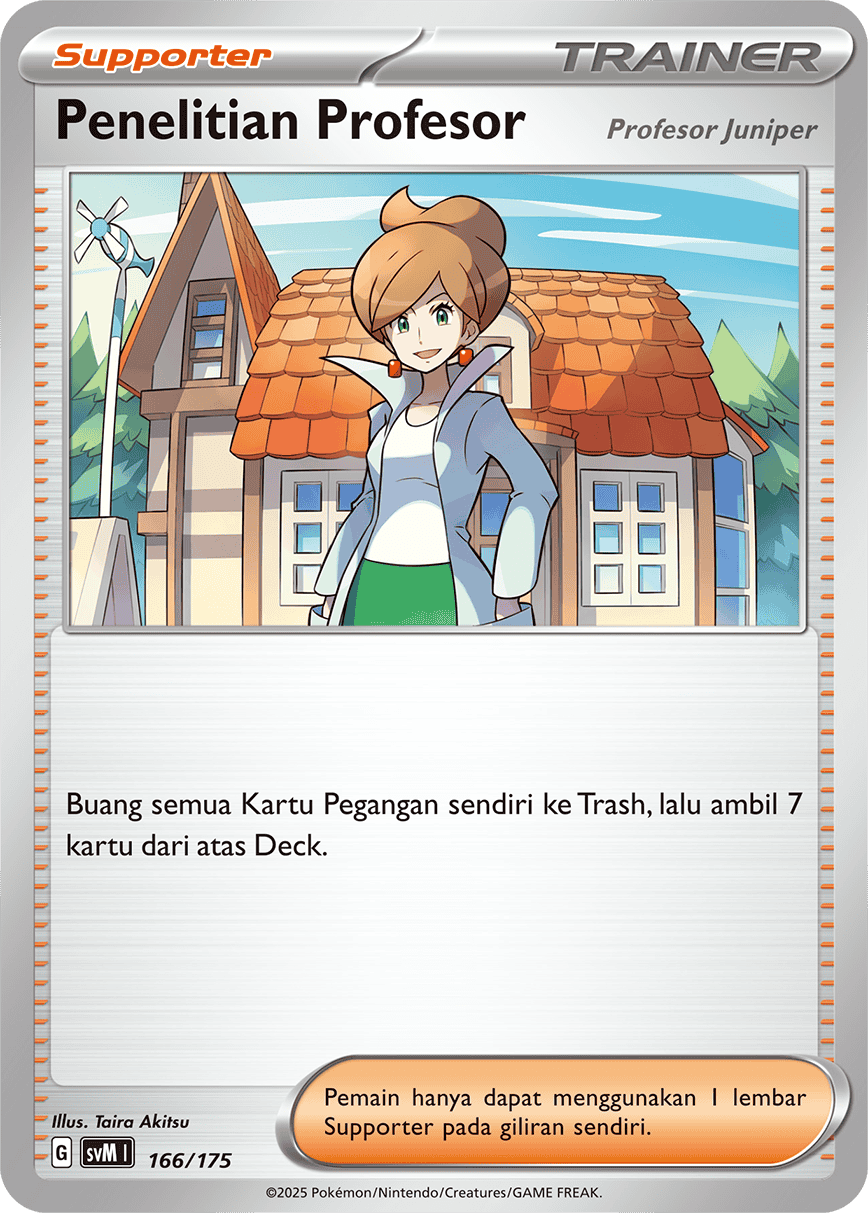 Supporter
TRAINER
Penelitian Profesor
Profesor Juniper
Buang semua Kartu Pegangan sendiri ke Trash, lalu ambil 7
kartu dari atas Deck.
Pemain hanya dapat menggunakan 1 lembar
Supporter pada giliran sendiri.
Illus. Taira Akitsu
G svM I 166/175
©2025 Pokémon/Nintendo/Creatures/GAME FREAK.